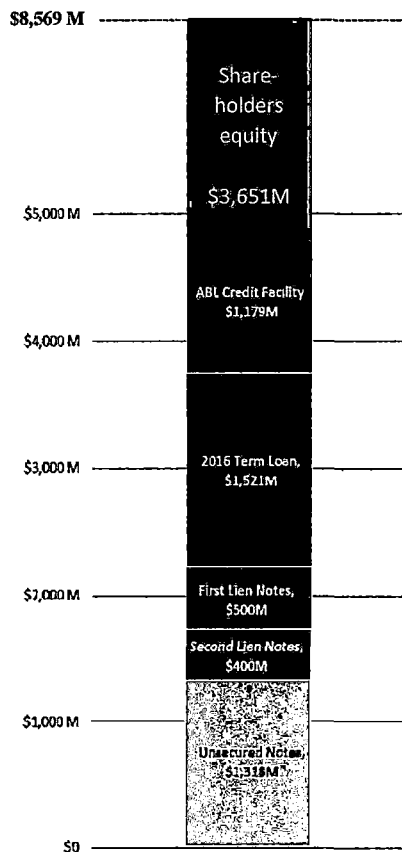 $8,569 M
Share-
holders
equity
$3,651M
$5,000 M
ABL Credit Facility
$1,179M
$4,000 M
$3,000 M
2016 Term Loan,
$1,521M
$2,000 M
First Lien Notes,
$500M
Second Lien Notes,
$400M
$1,000 M
Unsecured Notes,
$1,318M
$0